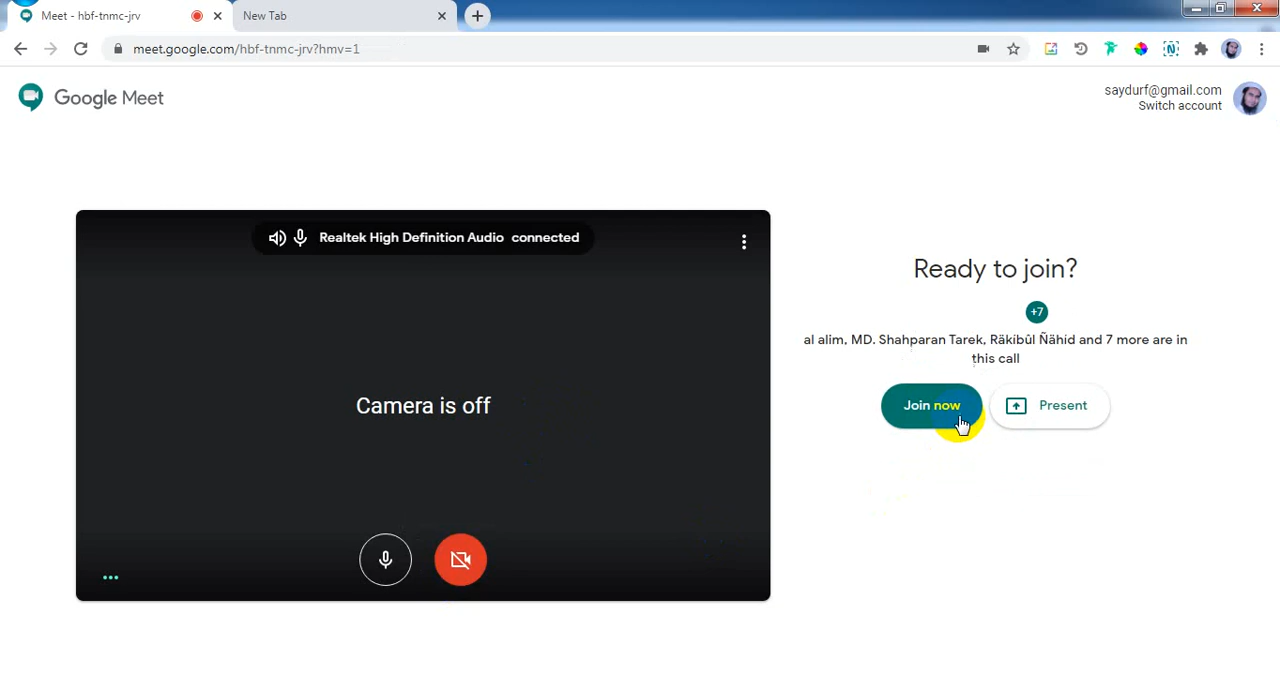 Meet - hbf-tnmc-jrv
New Tab
meet.google.com/hbf-tnmc-jrv?hmv=1
Google Meet
saydurf@gmail.com
Switch account
Realtek High Definition Audio connected
Ready to join?
+7
al alim, MD. Shahparan Tarek, Räkíbûl Ñähíd and 7 more are in
this call
Camera is off
Join now
Present